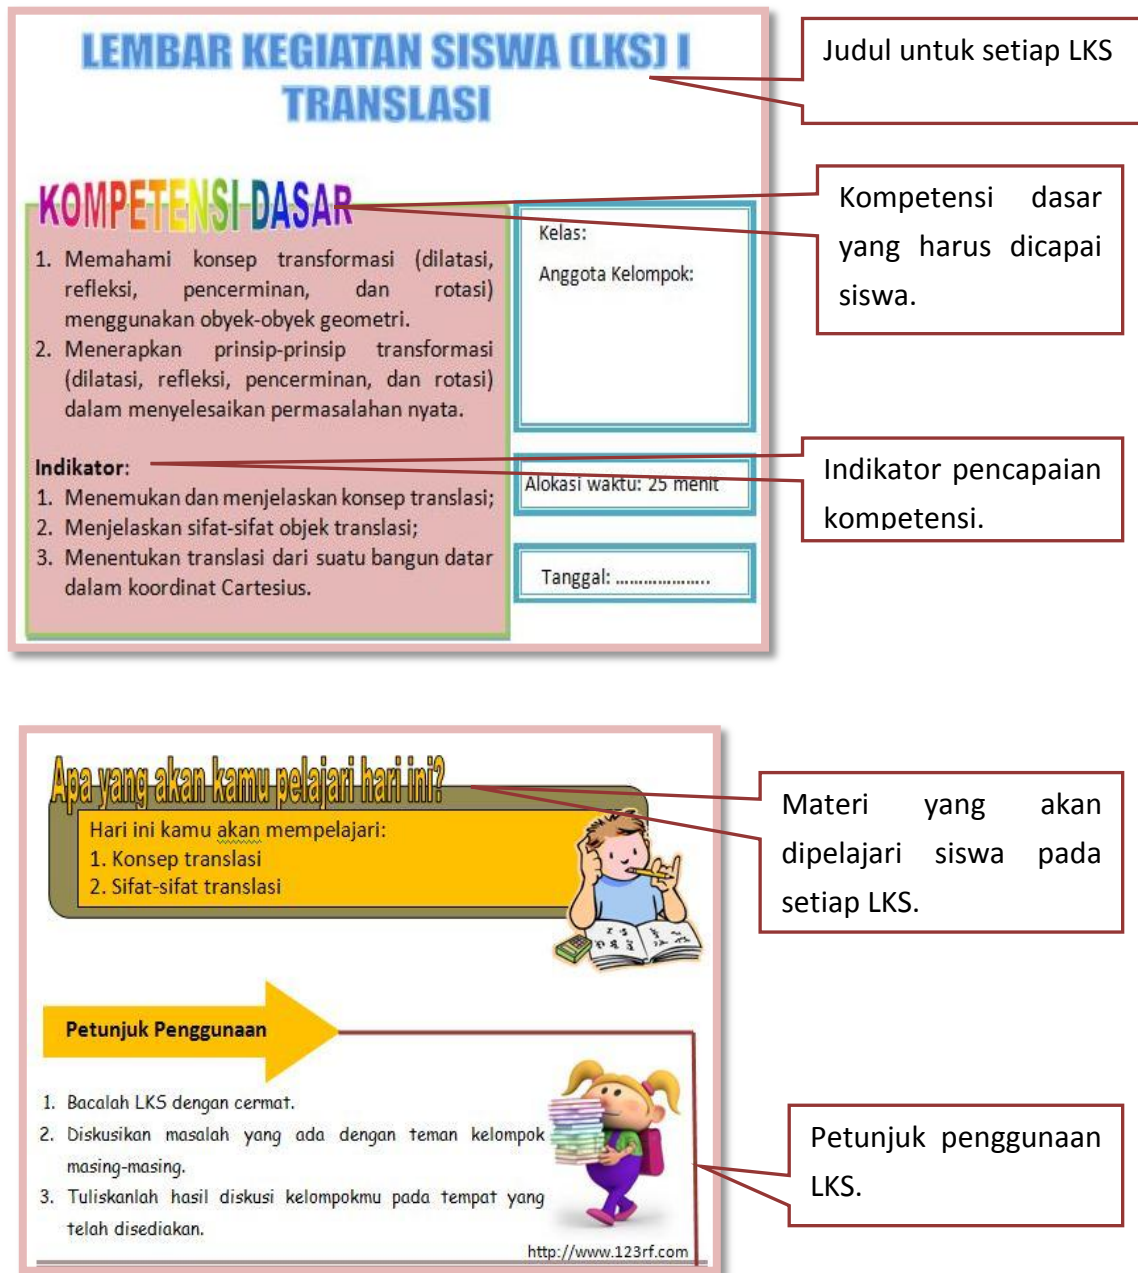 LEMBAR KEGIATAN SISWA (LKS) I
TRANSLASI
Judul untuk setiap LKS
KOMPETENSI DASAR
1. Memahami konsep transformasi (dilatasi,
refleksi, pencerminan, dan rotasi)
menggunakan obyek-obyek geometri.
2. Menerapkan prinsip-prinsip transformasi
(dilatasi, refleksi, pencerminan, dan rotasi)
dalam menyelesaikan permasalahan nyata.
Indikator:
1. Menemukan dan menjelaskan konsep translasi;
2. Menjelaskan sifat-sifat objek translasi;
3. Menentukan translasi dari suatu bangun datar
dalam koordinat Cartesius.
Kelas:
Anggota Kelompok:
Alokasi waktu: 25 menit
Tanggal: ...................
Kompetensi dasar
yang harus dicapai
siswa.
Indikator pencapaian
kompetensi.
Apa yang akan kamu pelajari hari ini?
Hari ini kamu akan mempelajari:
1. Konsep translasi
2. Sifat-sifat translasi
Materi yang akan
dipelajari siswa pada
setiap LKS.
Petunjuk Penggunaan
1. Bacalah LKS dengan cermat.
2. Diskusikan masalah yang ada dengan teman kelompok
masing-masing.
3. Tuliskanlah hasil diskusi kelompokmu pada tempat yang
telah disediakan.
http://www.123rf.com
Petunjuk penggunaan
LKS.